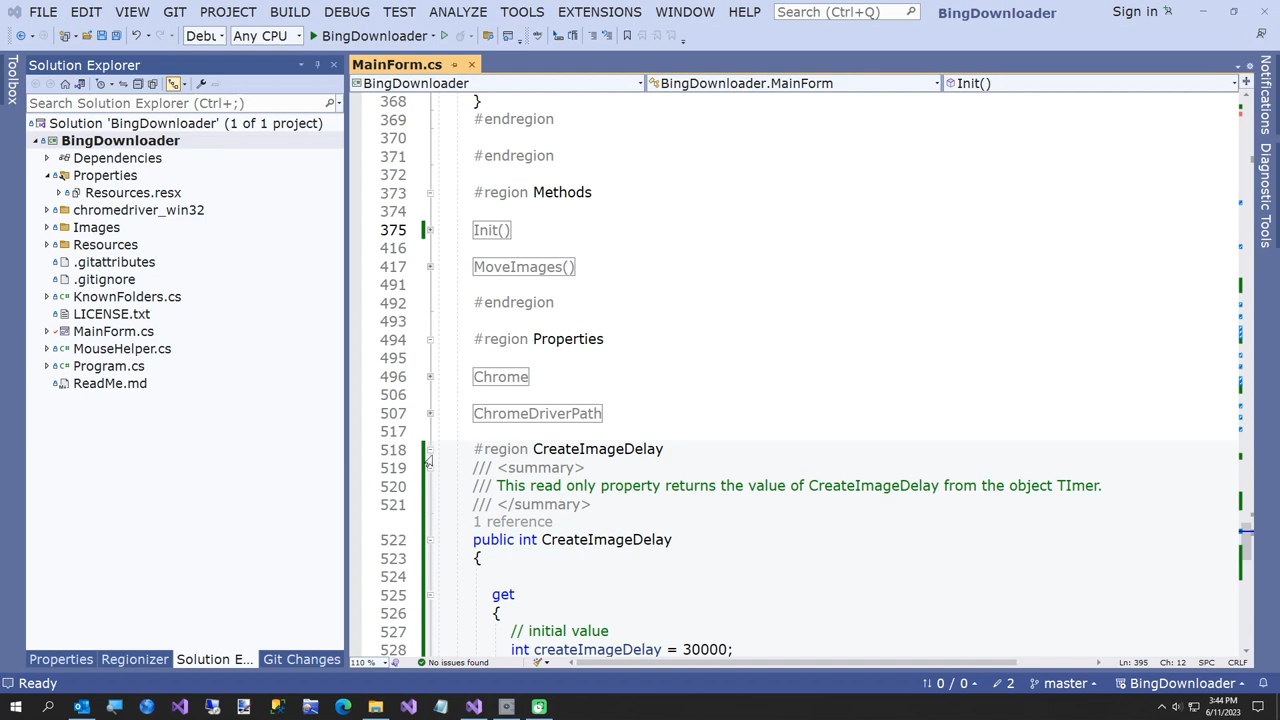 FILE EDIT VIEW GIT PROJECT BUILD DEBUG TEST ANALYZE TOOLS EXTENSIONS WINDOW HELP Search (Ctrl+Q) BingDownloader Sign in
Debu Any CPU BingDownloader
Toolbox
Solution Explorer
Search Solution Explorer (Ctrl+;)
Solution 'BingDownloader' (1 of 1 project)
BingDownloader
Dependencies
Properties
Resources.resx
chromedriver_win32
Images
Resources
.gitattributes
.gitignore
KnownFolders.cs
LICENSE.txt
MainForm.cs
MouseHelper.cs
Program.cs
ReadMe.md
Properties Regionizer Solution E... Git Changes
MainForm.cs
BingDownloader BingDownloader.MainForm Init()
368 }
369 #endregion
370
371 #endregion
372
373 #region Methods
374
375 Init()
416
417 MoveImages()
491
492 #endregion
493
494 #region Properties
495
496 Chrome
506
507 ChromeDriverPath
517
518 #region CreateImageDelay
519 /// <summary>
520 /// This read only property returns the value of CreateImageDelay from the object TImer.
521 /// </summary>
1 reference
522 public int CreateImageDelay
523 {
524
525 get
526 {
527 // initial value
528 int createImageDelay = 30000;
110 % No issues found Ln: 395 Ch: 12 SPC CRLF
Notifications
Diagnostic Tools
Ready 0 / 0 2 master BingDownloader
3:44 PM
6/11/2023